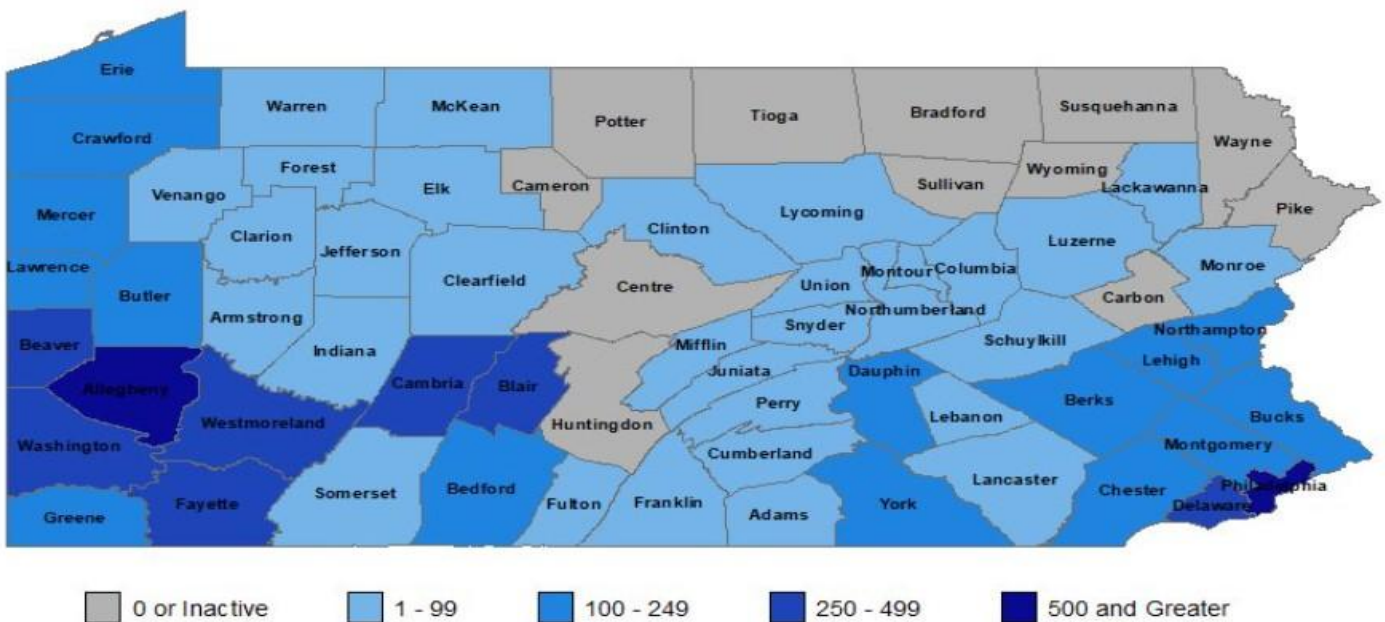 Erie
Warren
McKean
Potter
Tioga
Bradford
Susquehanna
Wayne
Crawford
Forest
Elk
Cameron
Sullivan
Wyoming
Lackawanna
Venango
Mercer
Clarion
Jefferson
Clinton
Lycoming
Luzerne
Pike
Lawrence
Butler
Clearfield
Centre
Union
Montour
Columbia
Monroe
Carbon
Armstrong
Indiana
Snyder
Northumberland
Schuylkill
Northampton
Beaver
Mifflin
Juniata
Dauphin
Lehigh
Allegheny
Cambria
Blair
Perry
Lebanon
Berks
Bucks
Washington
Westmoreland
Huntingdon
Cumberland
Montgomery
Greene
Fayette
Somerset
Bedford
Fulton
Franklin
Adams
York
Lancaster
Chester
Delaware
Philadelphia
0 or Inactive
1 - 99
100 - 249
250 - 499
500 and Greater